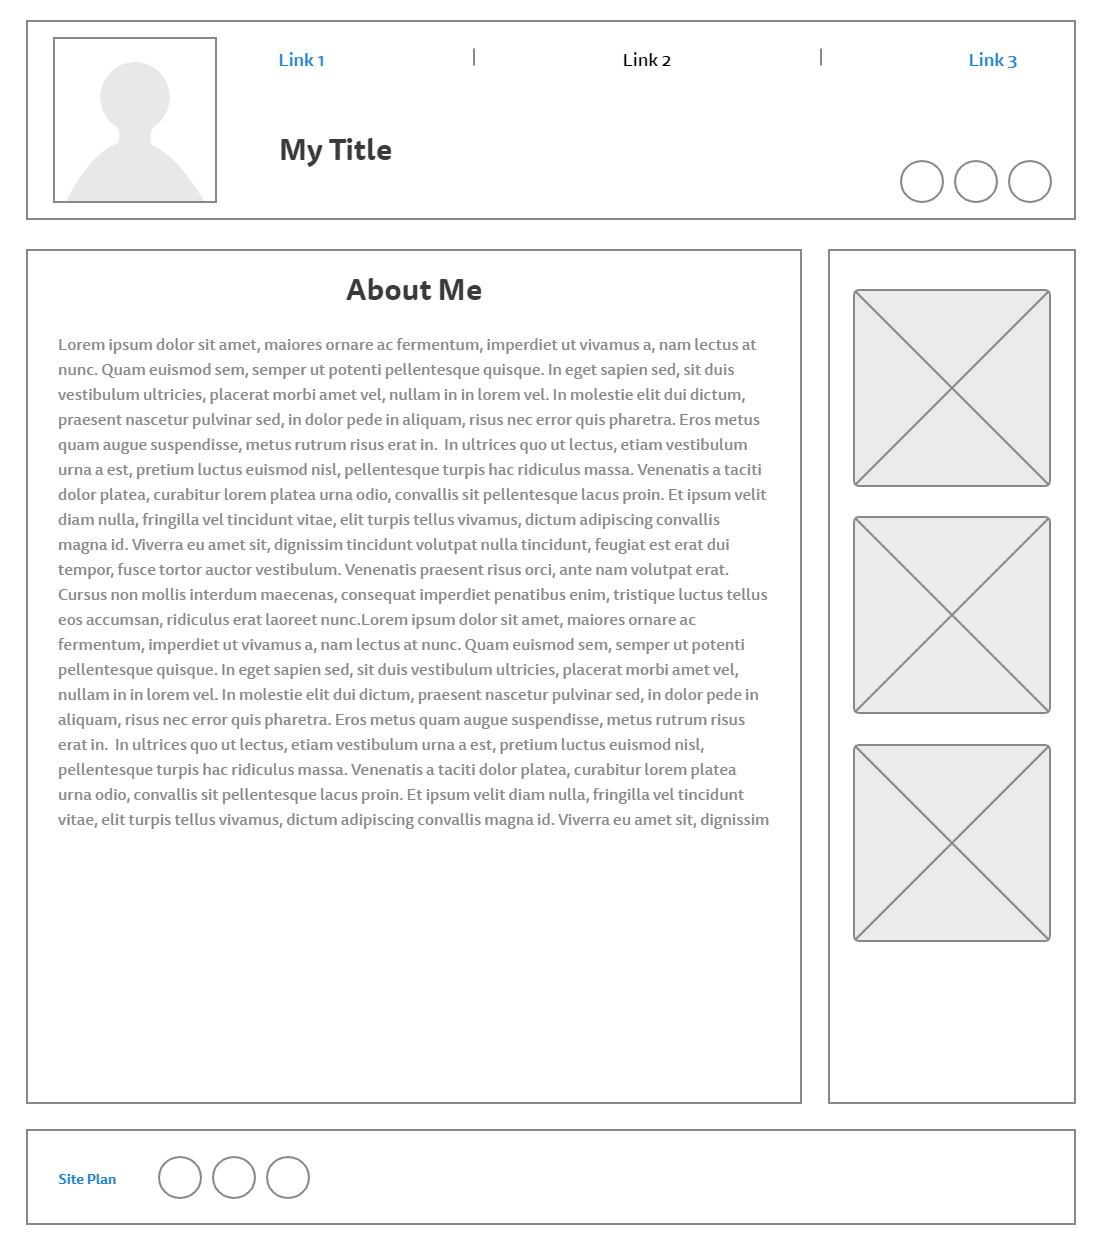 Link 1 | Link 2 | Link 3
My Title
About Me
Lorem ipsum dolor sit amet, maiores ornare ac fermentum, imperdiet ut vivamus a, nam lectus at
nunc. Quam euismod sem, semper ut potenti pellentesque quisque. In eget sapien sed, sit duis
vestibulum ultricies, placerat morbi amet vel, nullam in in lorem vel. In molestie elit dui dictum,
praesent nascetur pulvinar sed, in dolor pede in aliquam, risus nec error quis pharetra. Eros metus
quam augue suspendisse, metus rutrum risus erat in.  In ultrices quo ut lectus, etiam vestibulum
urna a est, pretium luctus euismod nisl, pellentesque turpis hac ridiculus massa. Venenatis a taciti
dolor platea, curabitur lorem platea urna odio, convallis sit pellentesque lacus proin. Et ipsum velit
diam nulla, fringilla vel tincidunt vitae, elit turpis tellus vivamus, dictum adipiscing convallis
magna id. Viverra eu amet sit, dignissim tincidunt volutpat nulla tincidunt, feugiat est erat dui
tempor, fusce tortor auctor vestibulum. Venenatis praesent risus orci, ante nam volutpat erat.
Cursus non mollis interdum maecenas, consequat imperdiet penatibus enim, tristique luctus tellus
eos accumsan, ridiculus erat laoreet nunc.Lorem ipsum dolor sit amet, maiores ornare ac
fermentum, imperdiet ut vivamus a, nam lectus at nunc. Quam euismod sem, semper ut potenti
pellentesque quisque. In eget sapien sed, sit duis vestibulum ultricies, placerat morbi amet vel,
nullam in in lorem vel. In molestie elit dui dictum, praesent nascetur pulvinar sed, in dolor pede in
aliquam, risus nec error quis pharetra. Eros metus quam augue suspendisse, metus rutrum risus
erat in.  In ultrices quo ut lectus, etiam vestibulum urna a est, pretium luctus euismod nisl,
pellentesque turpis hac ridiculus massa. Venenatis a taciti dolor platea, curabitur lorem platea
urna odio, convallis sit pellentesque lacus proin. Et ipsum velit diam nulla, fringilla vel tincidunt
vitae, elit turpis tellus vivamus, dictum adipiscing convallis magna id. Viverra eu amet sit, dignissim
Site Plan